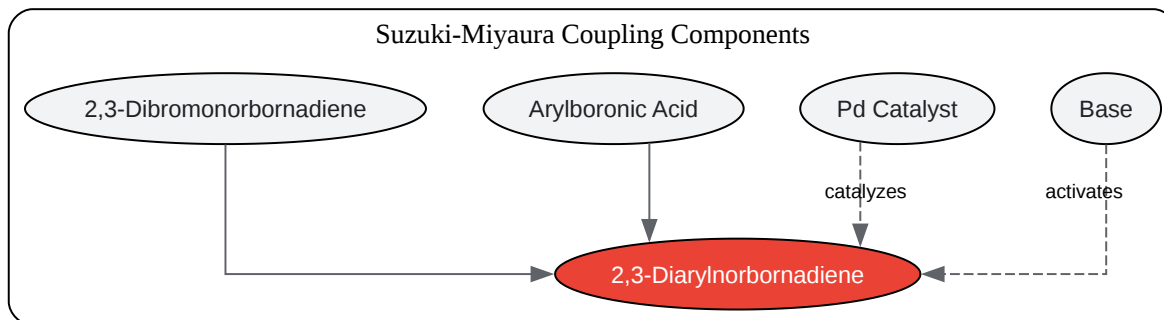 Suzuki-Miyaura Coupling Components
2,3-Dibromonorbornadiene
Arylboronic Acid
Pd Catalyst
Base
catalyzes
activates
2,3-Diarylnorbornadiene